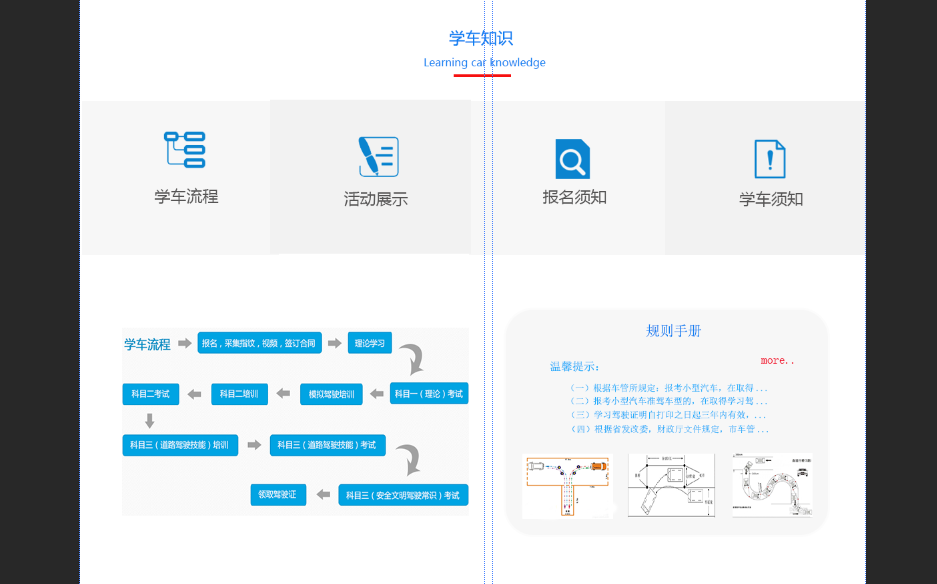 学车知识
Learning car knowledge
学车流程
活动展示
报名须知
学车须知
学车流程
报名，采集指纹，视频，签订合同
理论学习
科目二考试
科目二培训
模拟驾驶培训
科目一（理论）考试
科目三（道路驾驶技能）培训
科目三（道路驾驶技能）考试
领取驾驶证
科目三（安全文明驾驶常识）考试
规则手册
more..
温馨提示：
（一）根据车管所规定：报考小型汽车，在取得...
（二）报考小型汽车准驾车型的，在取得学习驾...
（三）学习驾驶证明自打印之日起三年内有效，...
（四）根据省发改委，财政厅文件规定，市车管...